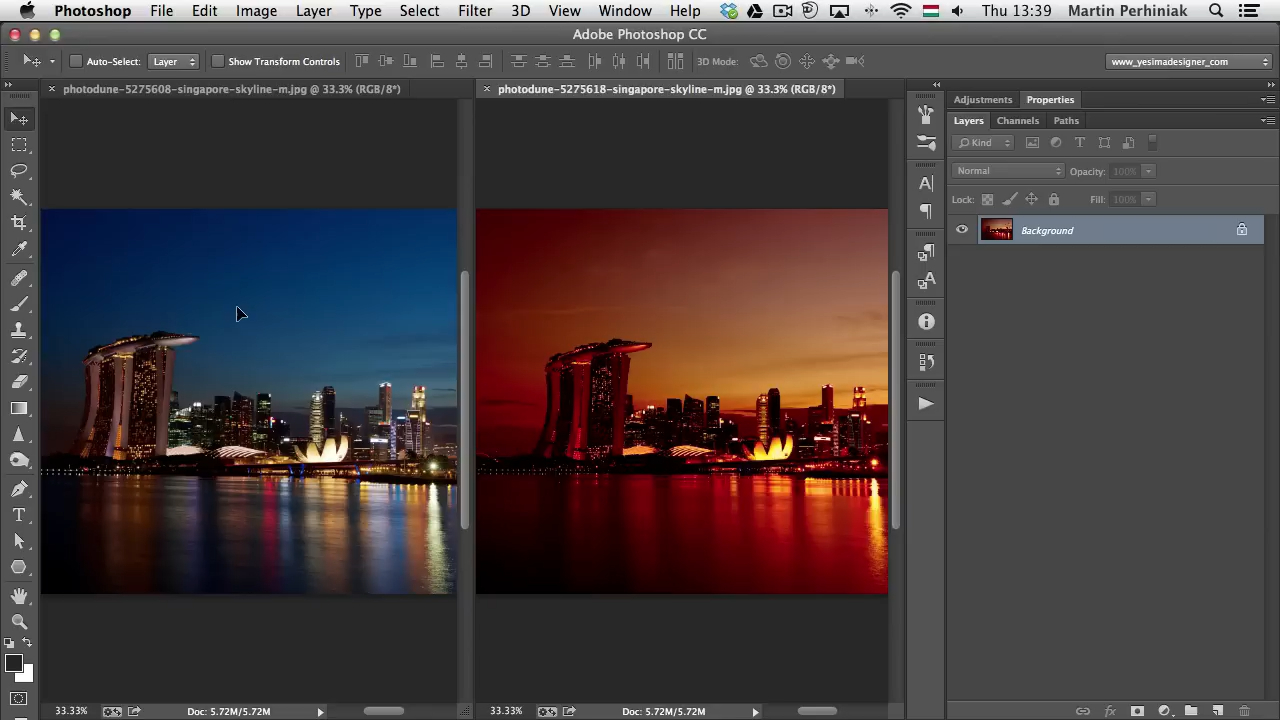 Photoshop File Edit Image Layer Type Select Filter 3D View Window Help Thu 13:39 Martin Perhiniak
Adobe Photoshop CC
Auto-Select: Layer Show Transform Controls 3D Mode: www_yesimadesigner_com
photodune-5275608-singapore-skyline-m.jpg @ 33.3% (RGB/8*) photodune-5275618-singapore-skyline-m.jpg @ 33.3% (RGB/8*)
Adjustments Properties
Layers Channels Paths
Kind
Normal Opacity: 100%
Lock: Fill: 100%
Background
33.33% Doc: 5.72M/5.72M 33.33% Doc: 5.72M/5.72M